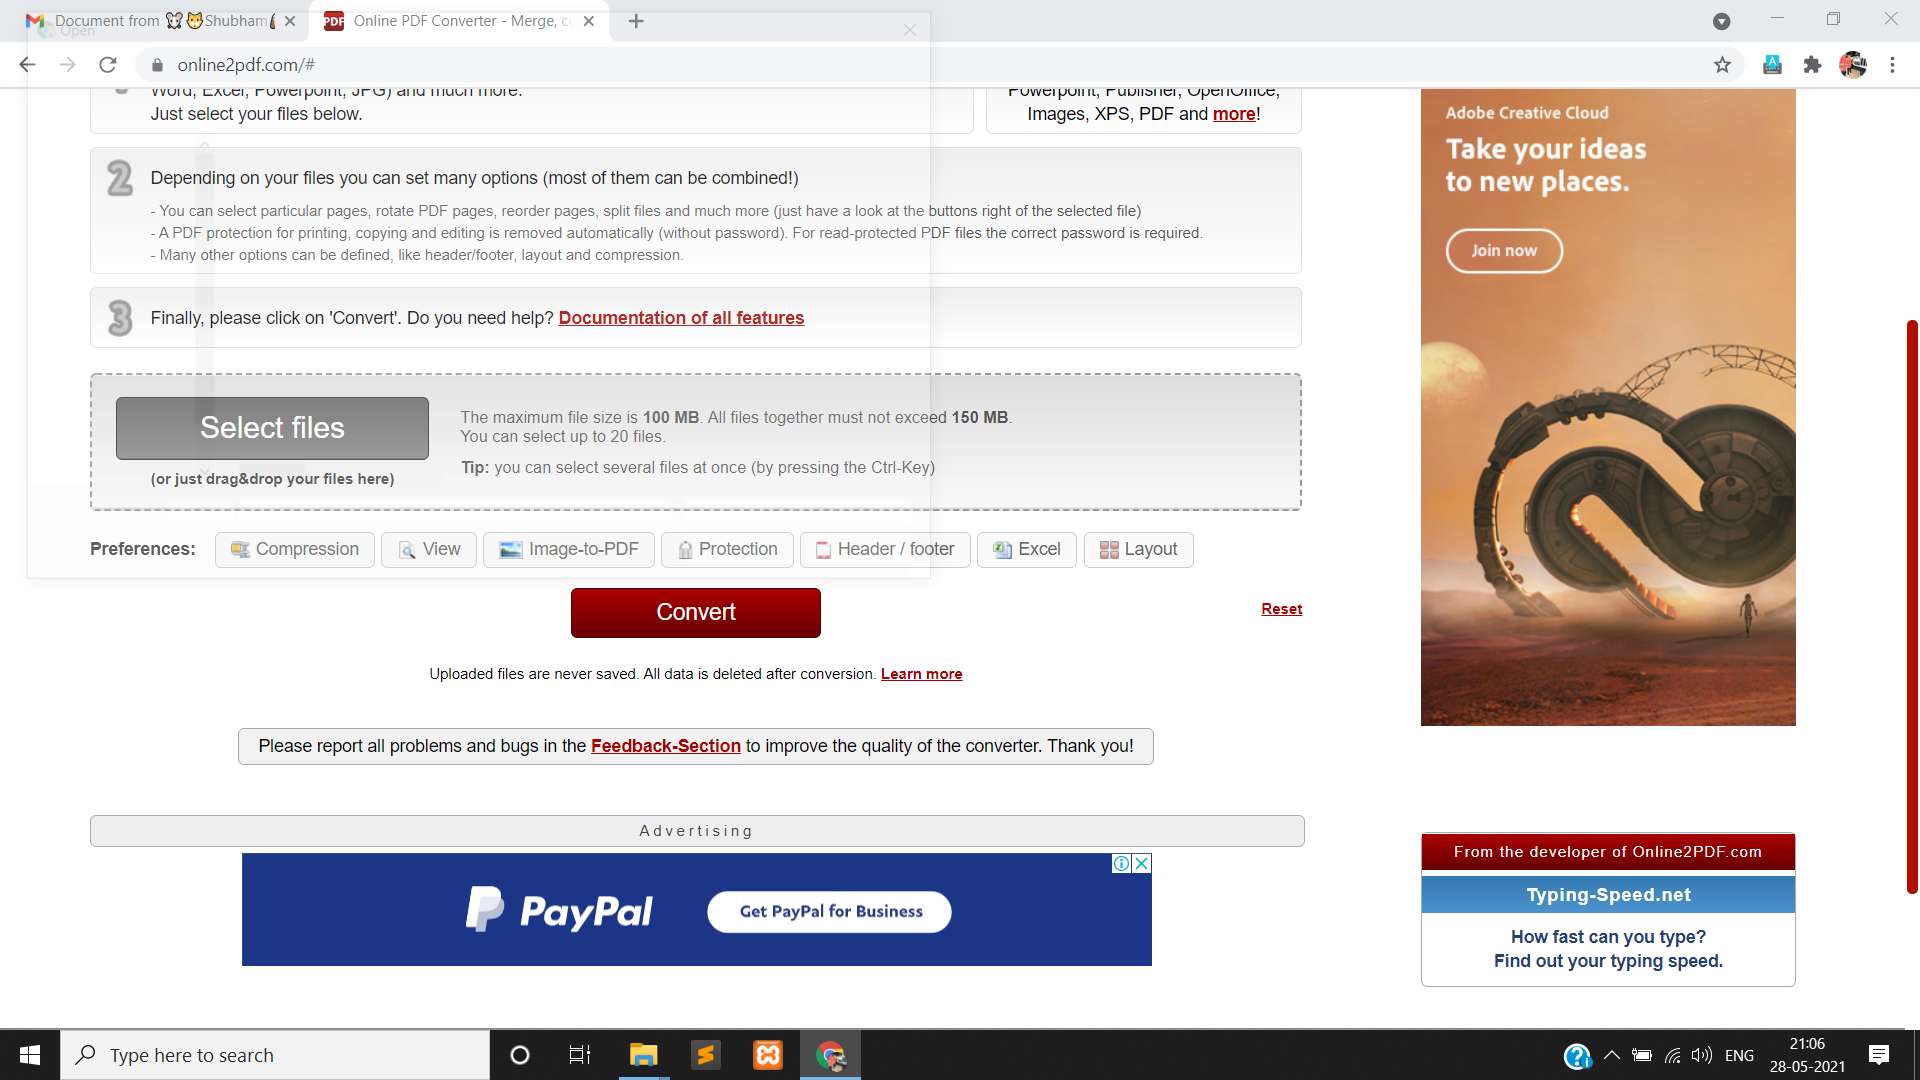 Document from 🐭🐱Shubham
Online PDF Converter - Merge, c
Open
online2pdf.com/#
Word, Excel, Powerpoint, JPG) and much more.
Just select your files below.
Powerpoint, Publisher, OpenOffice,
Images, XPS, PDF and more!
2 Depending on your files you can set many options (most of them can be combined!)
- You can select particular pages, rotate PDF pages, reorder pages, split files and much more (just have a look at the buttons right of the selected file)
- A PDF protection for printing, copying and editing is removed automatically (without password). For read-protected PDF files the correct password is required.
- Many other options can be defined, like header/footer, layout and compression.
3 Finally, please click on 'Convert'. Do you need help? Documentation of all features
Select files
(or just drag&drop your files here)
The maximum file size is 100 MB. All files together must not exceed 150 MB.
You can select up to 20 files.
Tip: you can select several files at once (by pressing the Ctrl-Key)
Preferences: Compression View Image-to-PDF Protection Header / footer Excel Layout
Convert
Reset
Uploaded files are never saved. All data is deleted after conversion. Learn more
Please report all problems and bugs in the Feedback-Section to improve the quality of the converter. Thank you!
Advertising
PayPal Get PayPal for Business
Adobe Creative Cloud
Take your ideas
to new places.
Join now
From the developer of Online2PDF.com
Typing-Speed.net
How fast can you type?
Find out your typing speed.
Type here to search
ENG
21:06
28-05-2021